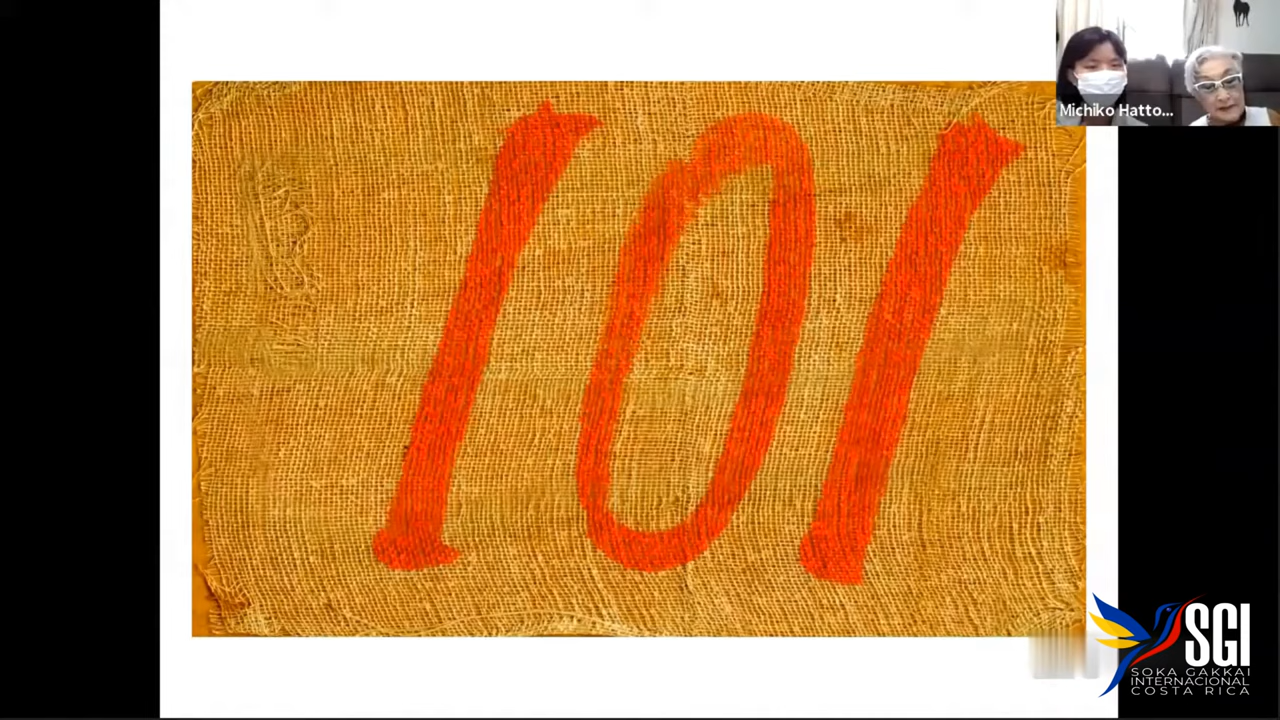 Michiko Hatto...
101
SGI
SOKA GAKKAI
INTERNACIONAL
COSTA RICA